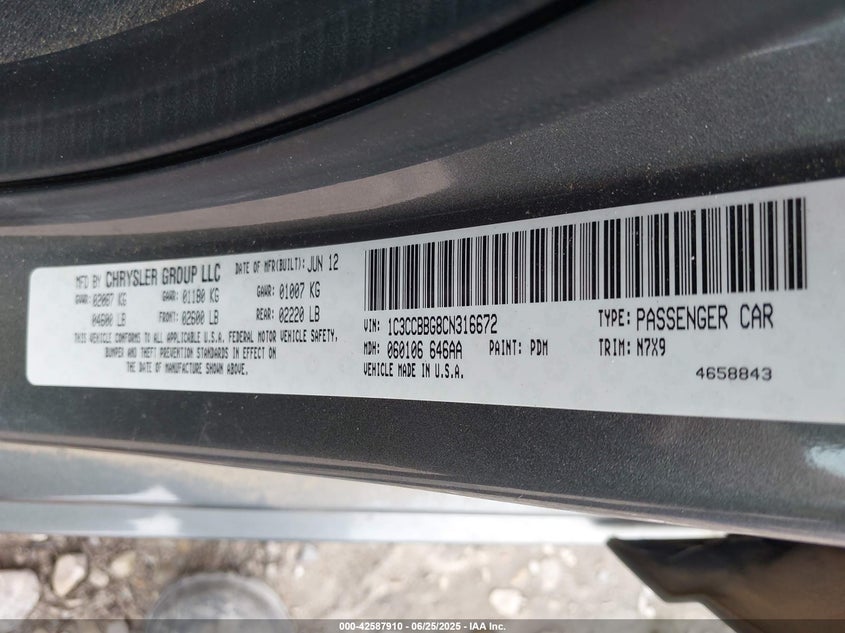 MFD BY CHRYSLER GROUP LLC DATE OF MFR(BUILT): JUN 12
GVWR: 02087 KG GAWR: 01180 KG GAWR: 01007 KG
04600 LB FRONT: 02600 LB REAR: 02220 LB
THIS VEHICLE CONFORMS TO ALL APPLICABLE U.S.A. FEDERAL MOTOR VEHICLE SAFETY,
BUMPER AND THEFT PREVENTION STANDARDS IN EFFECT ON
THE DATE OF MANUFACTURE SHOWN ABOVE.
VIN: 1C3CCBBG8CN316672 TYPE: PASSENGER CAR
MDH: 060106 646AA PAINT: PDM TRIM: N7X9
VEHICLE MADE IN U.S.A. 4658843
000-42587910 - 06/25/2025 - IAA Inc.